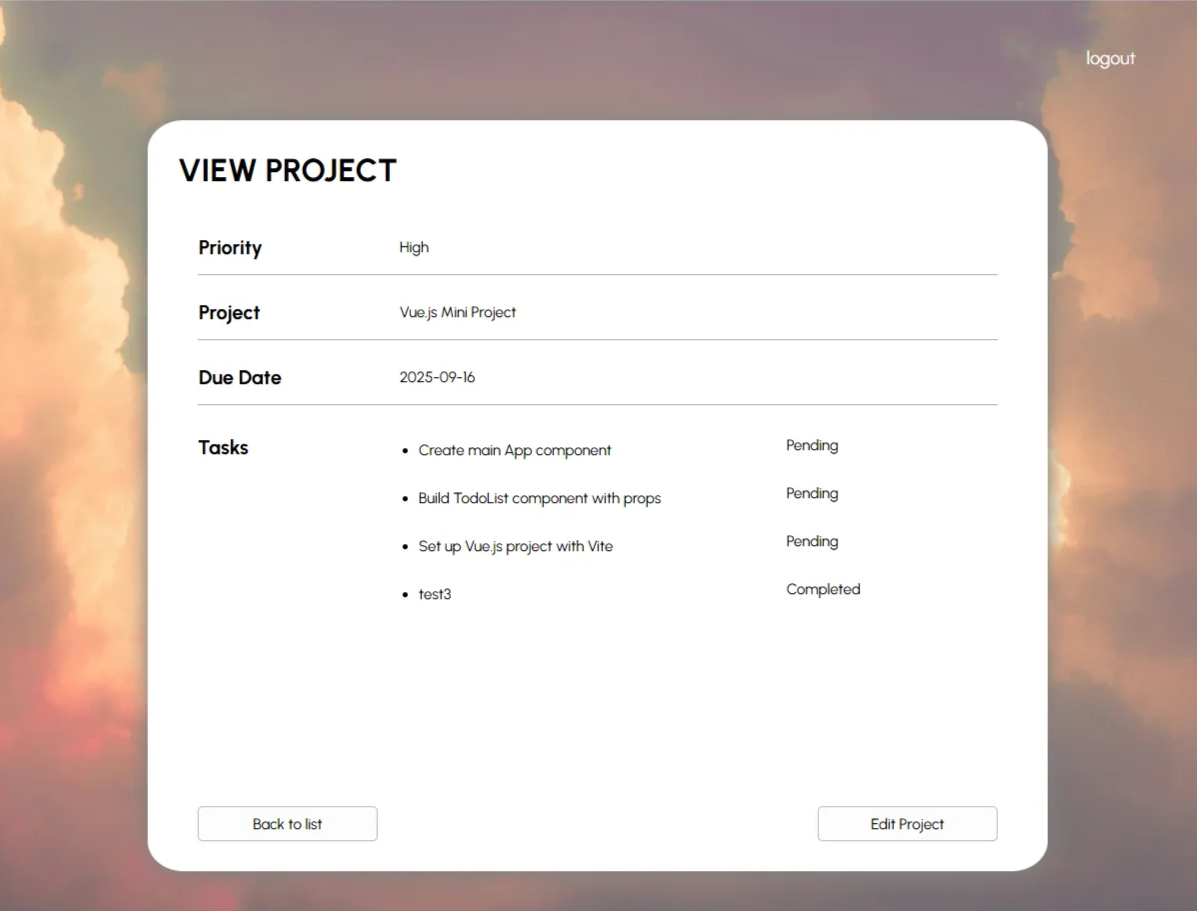 logout
VIEW PROJECT
Priority High
Project Vue.js Mini Project
Due Date 2025-09-16
Tasks • Create main App component Pending
• Build TodoList component with props Pending
• Set up Vue.js project with Vite Pending
• test3 Completed
Back to list Edit Project